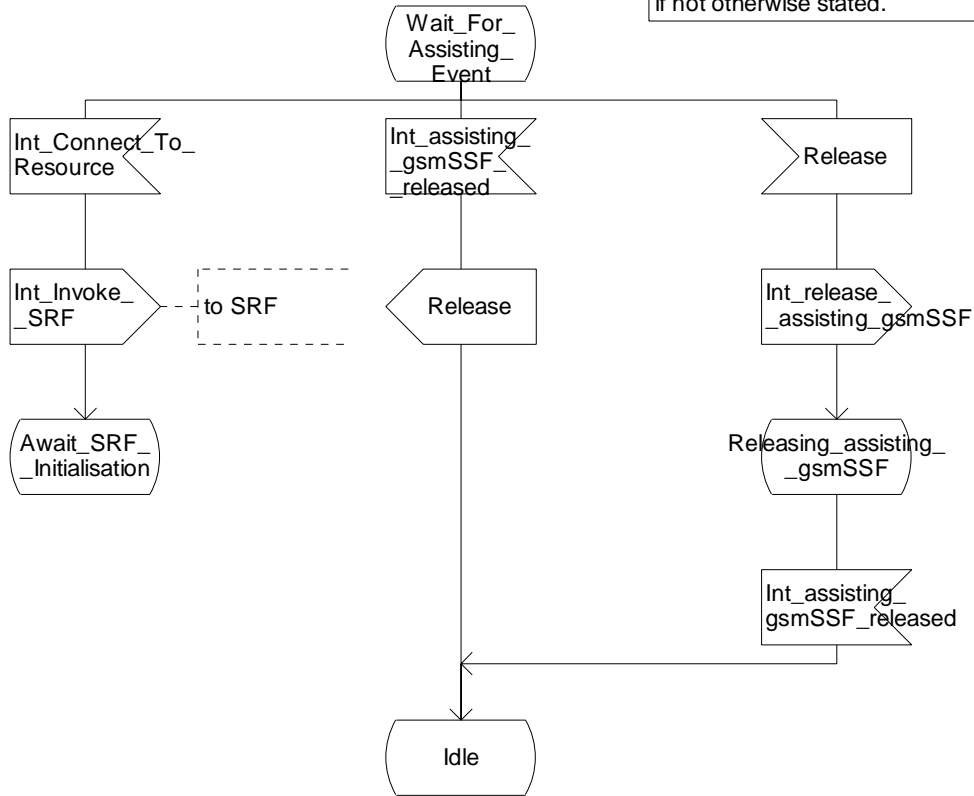 if not otherwise stated.
Wait_For_
Assisting_
Event
Int_Connect_To_
Resource
Int_assisting_
_gsmSSF_
_released
Release
Int_Invoke_
_SRF
to SRF
Release
Int_release_
_assisting_gsmSSF
Await_SRF_
_Initialisation
Releasing_assisting_
_gsmSSF
Int_assisting_
gsmSSF_released
Idle